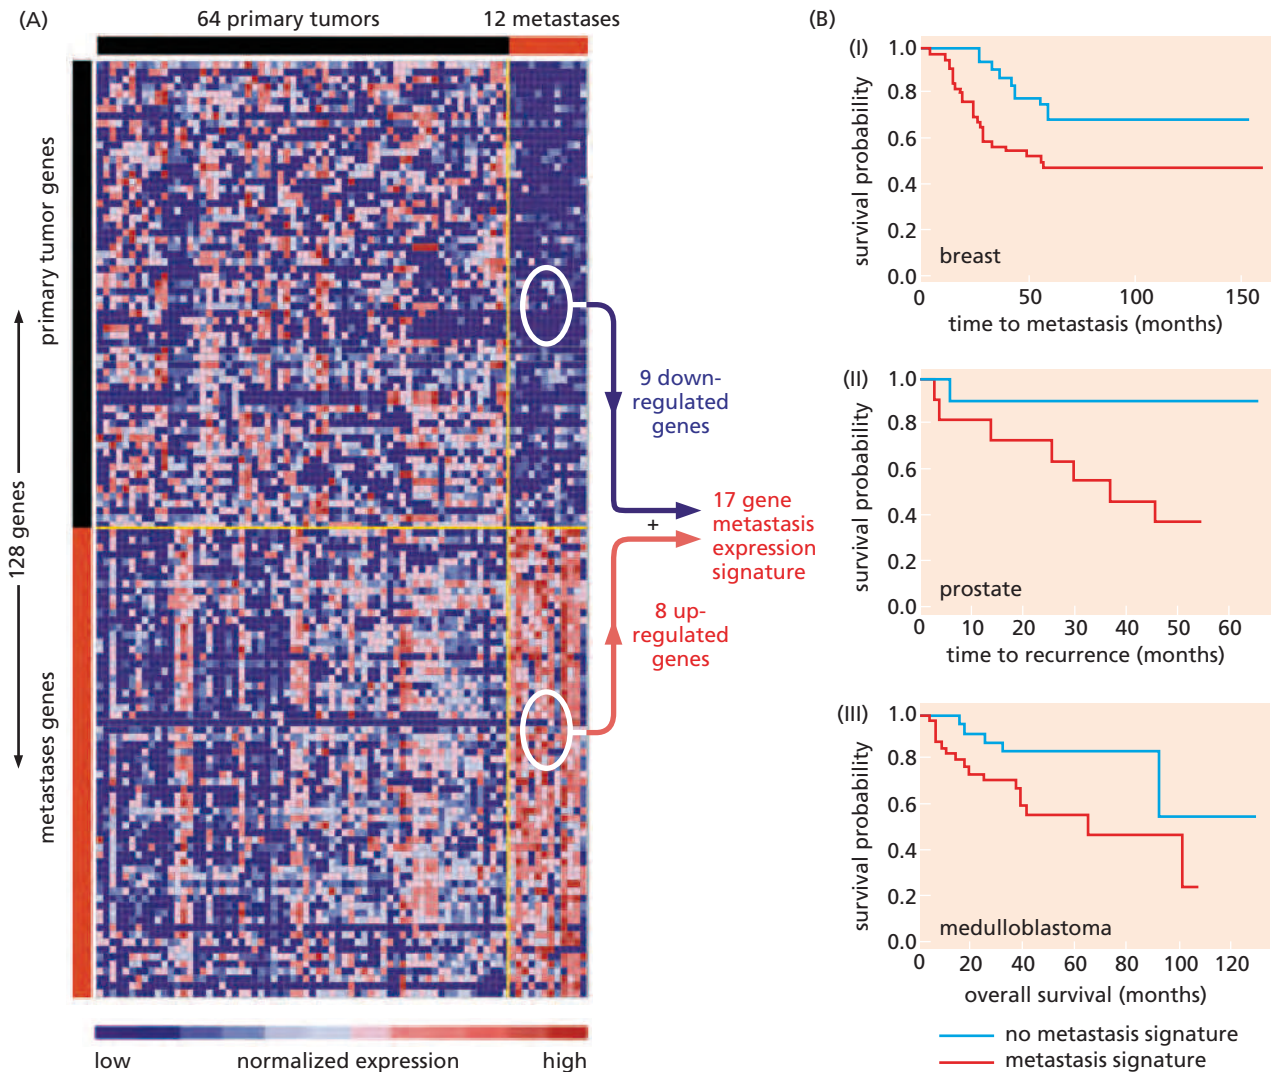 (A)
64 primary tumors
12 metastases
primary tumor genes
128 genes
metastases genes
9 down-
regulated
genes
+
17 gene
metastasis
expression
signature
8 up-
regulated
genes
low
normalized expression
high
(B)
(I)
survival probability
1.0
0.8
0.6
0.4
0.2
0.0
breast
0
50
100
150
time to metastasis (months)
(II)
survival probability
1.0
0.8
0.6
0.4
0.2
0.0
prostate
0
10
20
30
40
50
60
time to recurrence (months)
(III)
survival probability
1.0
0.8
0.6
0.4
0.2
0.0
medulloblastoma
0
20
40
60
80
100
120
overall survival (months)
no metastasis signature
metastasis signature